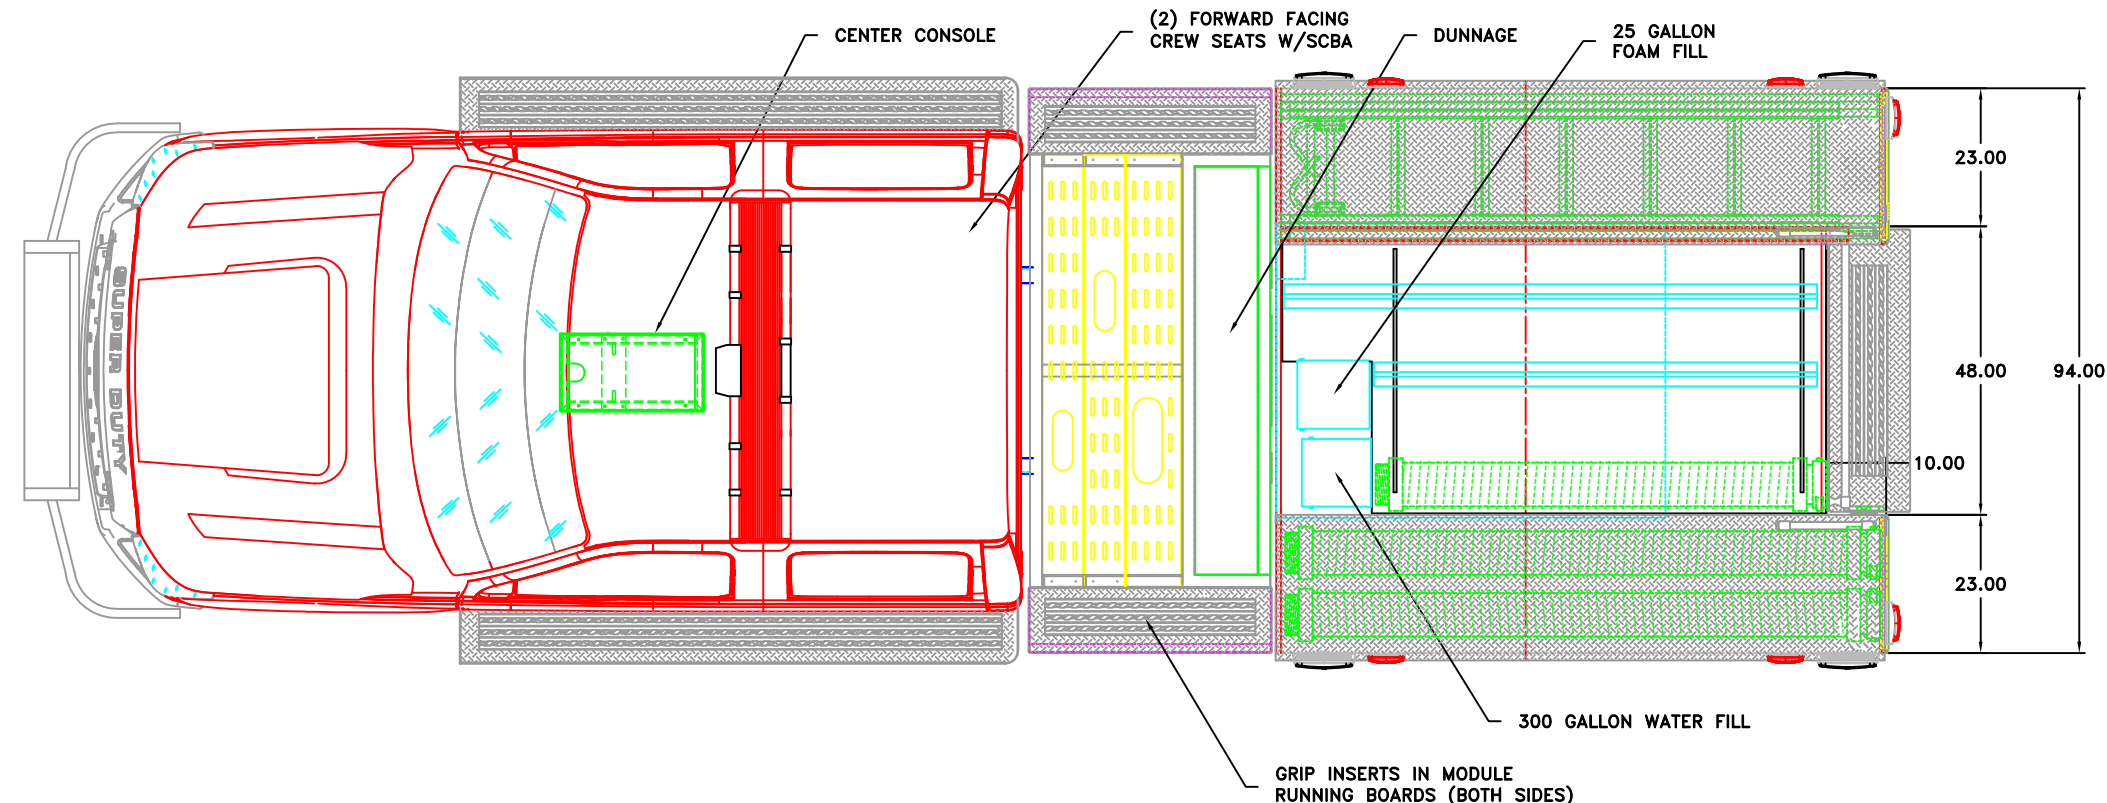 (2) FORWARD FACING
CREW SEATS W/SCBA
CENTER CONSOLE
DUNNAGE
25 GALLON
FOAM FILL
23.00
48.00
94.00
10.00
23.00
SUPER DUTY
300 GALLON WATER FILL
GRIP INSERTS IN MODULE
RUNNING BOARDS (BOTH SIDES)